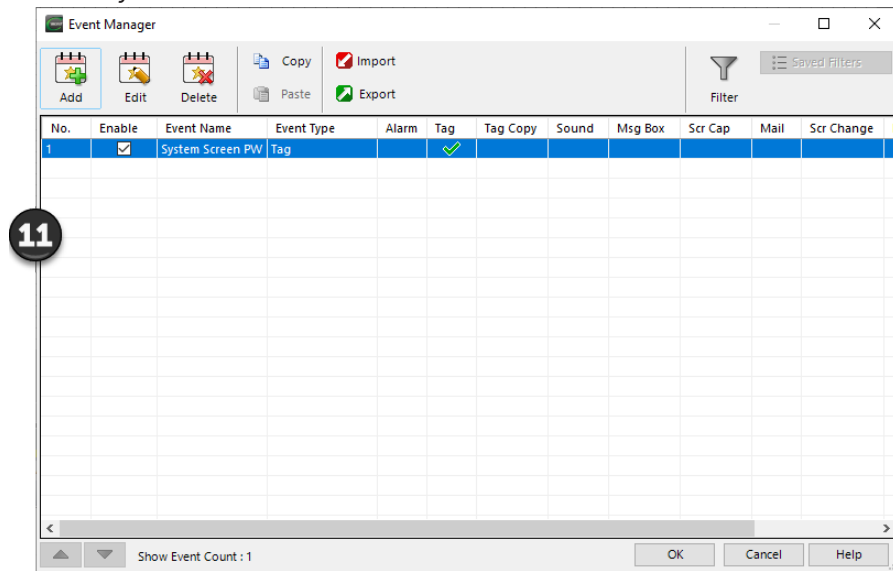 Event Manager
Copy Import
Saved Filters
Add Edit Delete Paste Export Filter
No. Enable Event Name Event Type Alarm Tag Tag Copy Sound Msg Box Scr Cap Mail Scr Change
1 System Screen PW Tag
11
Show Event Count : 1 OK Cancel Help